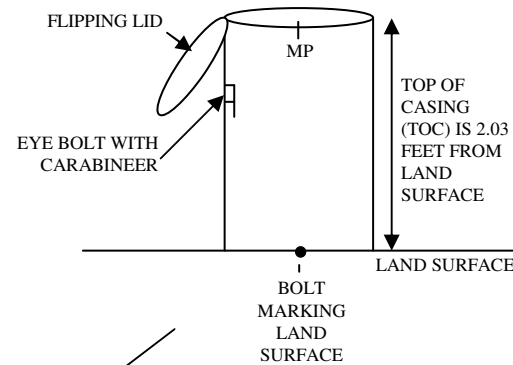 FLIPPING LID
MP
EYE BOLT WITH
CARABINEER
TOP OF
CASING
(TOC) IS 2.03
FEET FROM
LAND
SURFACE
LAND SURFACE
BOLT
MARKING
LAND
SURFACE